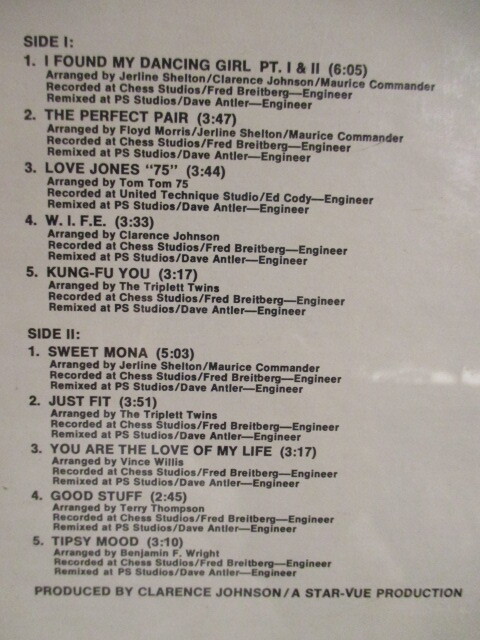 SIDE I:
1. I FOUND MY DANCING GIRL PT. I & II (6:05)
Arranged by Jerline Shelton/Clarence Johnson/Maurice Commander
Recorded at Chess Studios/Fred Breitberg—Engineer
Remixed at PS Studios/Dave Antler—Engineer
2. THE PERFECT PAIR (3:47)
Arranged by Floyd Morris/Jerline Shelton/Maurice Commander
Recorded at Chess Studios/Fred Breitberg—Engineer
Remixed at PS Studios/Dave Antler—Engineer
3. LOVE JONES "75" (3:44)
Arranged by Tom Tom 75
Recorded at United Technique Studio/Ed Cody—Engineer
Remixed at PS Studios/Dave Antler—Engineer
4. W. I. F.E. (3:33)
Arranged by Clarence Johnson
Recorded at Chess Studios/Fred Breitberg—Engineer
Remixed at PS Studios/Dave Antler—Engineer
5. KUNG-FU YOU (3:17)
Arranged by The Triplett Twins
Recorded at Chess Studios/Fred Breitberg—Engineer
Remixed at PS Studios/Dave Antler—Engineer
SIDE II:
1. SWEET MONA (5:03)
Arranged by Jerline Shelton/Maurice Commander
Recorded at Chess Studios/Fred Breitberg—Engineer
Remixed at PS Studios/Dave Antler—Engineer
2. JUST FIT (3:51)
Arranged by The Triplett Twins
Recorded at Chess Studios/Fred Breitberg—Engineer
Remixed at PS Studios/Dave Antler—Engineer
3. YOU ARE THE LOVE OF MY LIFE (3:17)
Arranged by Vince Willis
Recorded at Chess Studios/Fred Breitberg—Engineer
Remixed at PS Studios/Dave Antler—Engineer
4. GOOD STUFF (2:45)
Arranged by Terry Thompson
Recorded at Chess Studios/Fred Breitberg—Engineer
Remixed at PS Studios/Dave Antler—Engineer
5. TIPSY MOOD (3:10)
Arranged by Benjamin F. Wright
Recorded at Chess Studios/Fred Breitberg—Engineer
Remixed at PS Studios/Dave Antler—Engineer
PRODUCED BY CLARENCE JOHNSON/A STAR-VUE PRODUCTION